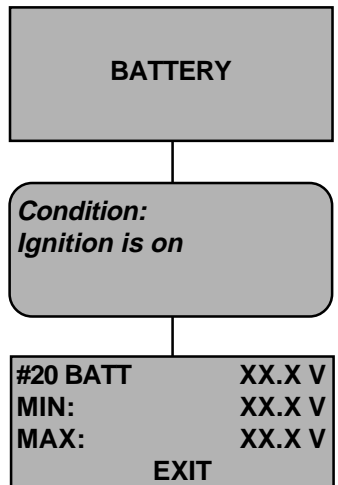 BATTERY
Condition:
Ignition is on
#20 BATT XX.X V
MIN: XX.X V
MAX: XX.X V
EXIT